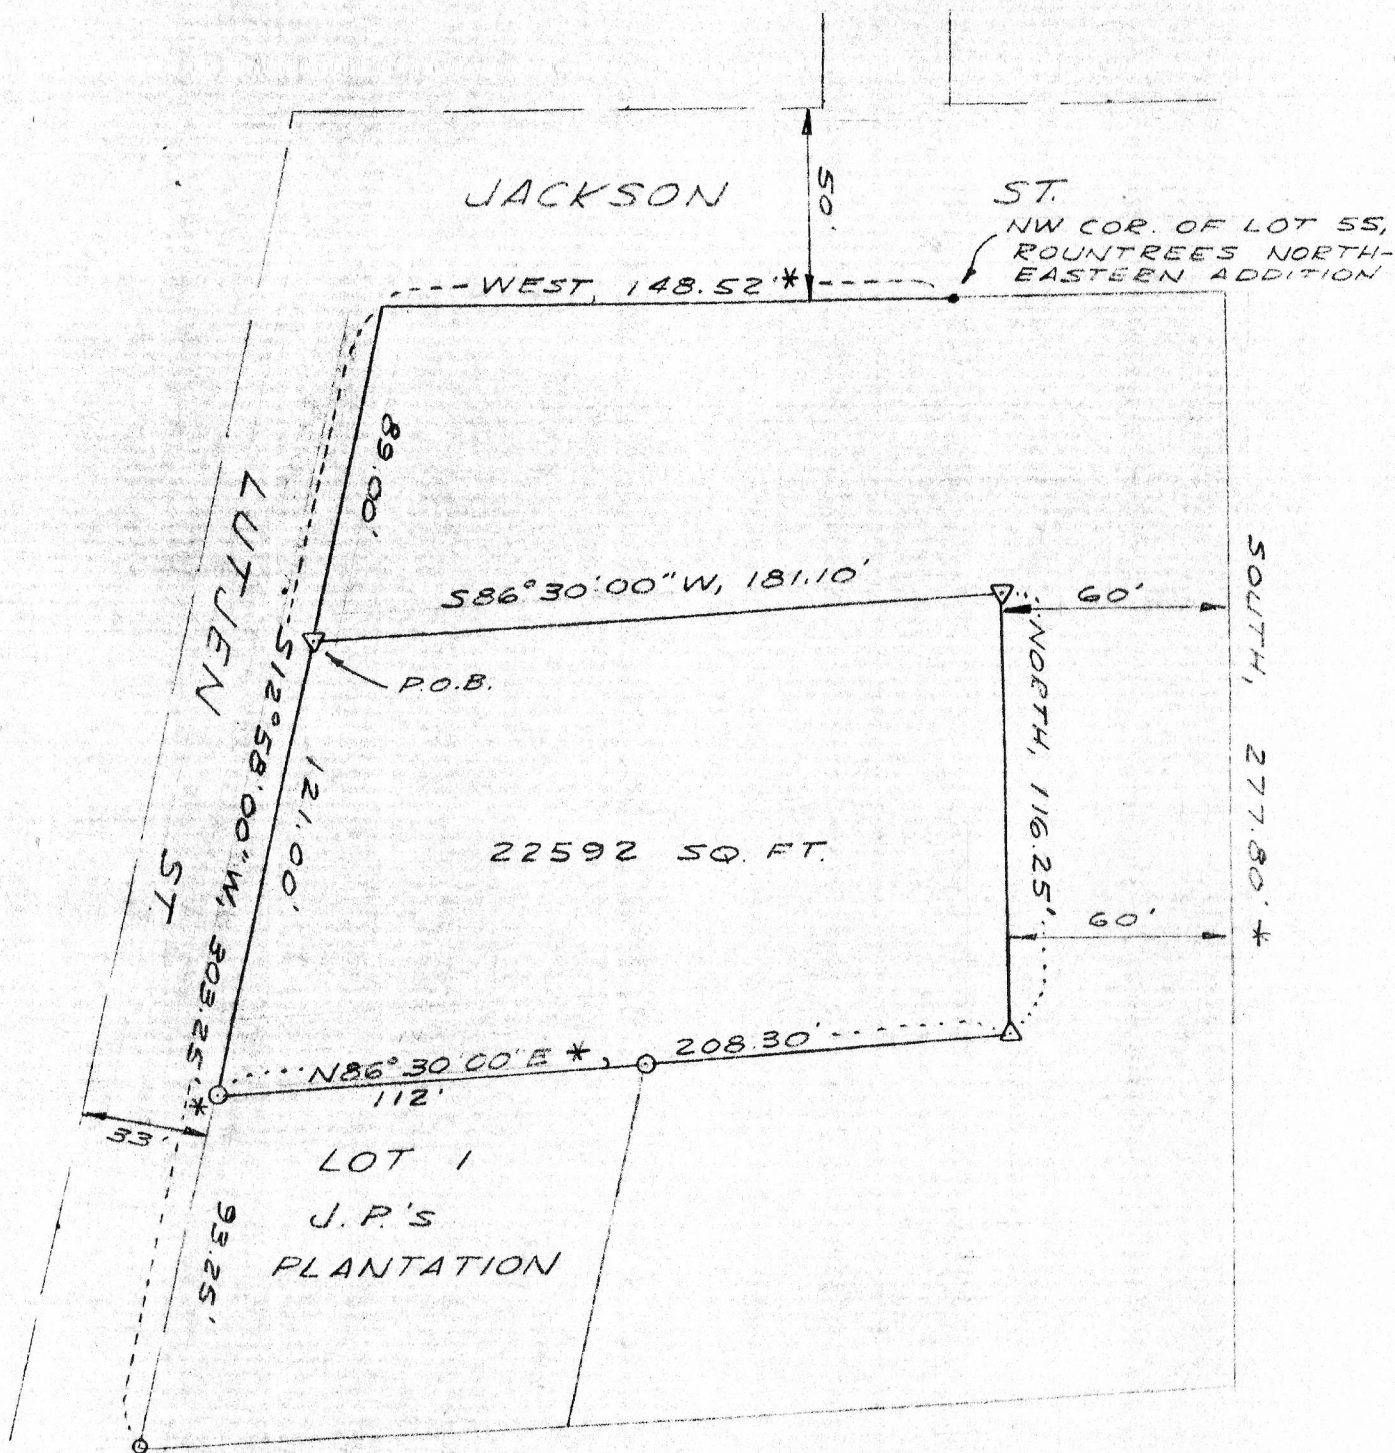 JACKSON ST.
50'
NW COR. OF LOT 55,
ROUNTREES NORTH-
EASTERN ADDITION
WEST, 148.52'*
89.00'
LUTJEN ST.
S12°58'00"W, 303.25'*
S86°30'00"W, 181.10'
60'
SOUTH, 277.80'*
P.O.B.
NORTH, 116.25'
121.00'
22592 SQ. FT.
60'
N86°30'00"E*, 208.30'
112'
33'
LOT 1
J.P.'S
PLANTATION
93.25'